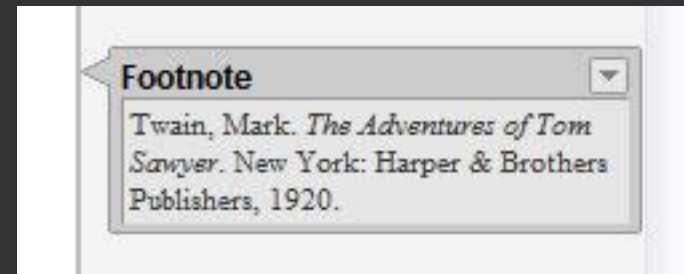 Footnote
Twain, Mark. The Adventures of Tom
Sawyer. New York: Harper & Brothers
Publishers, 1920.